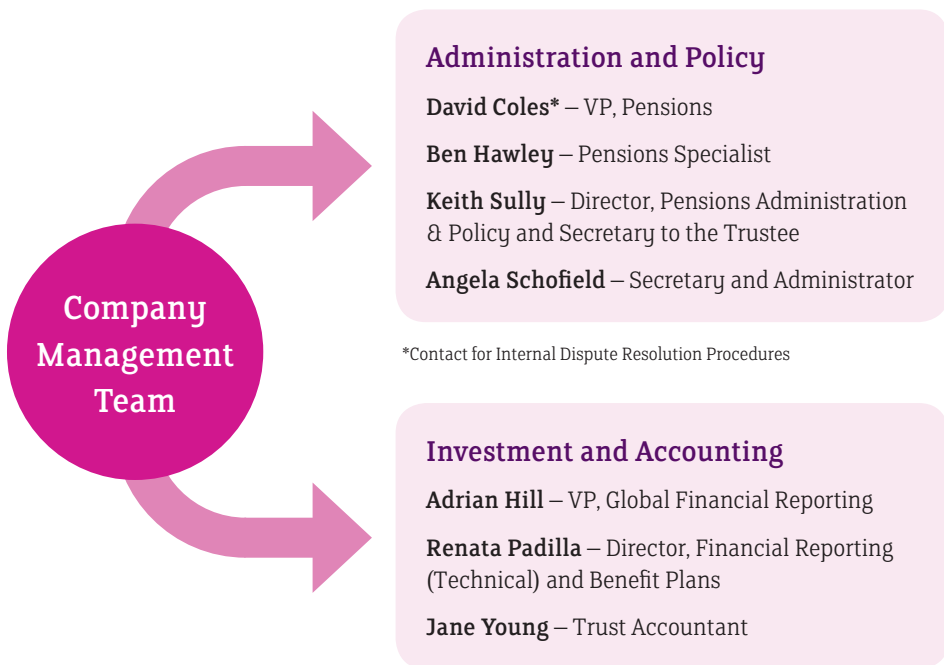 Company
Management
Team
Administration and Policy
David Coles* – VP, Pensions
Ben Hawley – Pensions Specialist
Keith Sully – Director, Pensions Administration
& Policy and Secretary to the Trustee
Angela Schofield – Secretary and Administrator
*Contact for Internal Dispute Resolution Procedures
Investment and Accounting
Adrian Hill – VP, Global Financial Reporting
Renata Padilla – Director, Financial Reporting
(Technical) and Benefit Plans
Jane Young – Trust Accountant